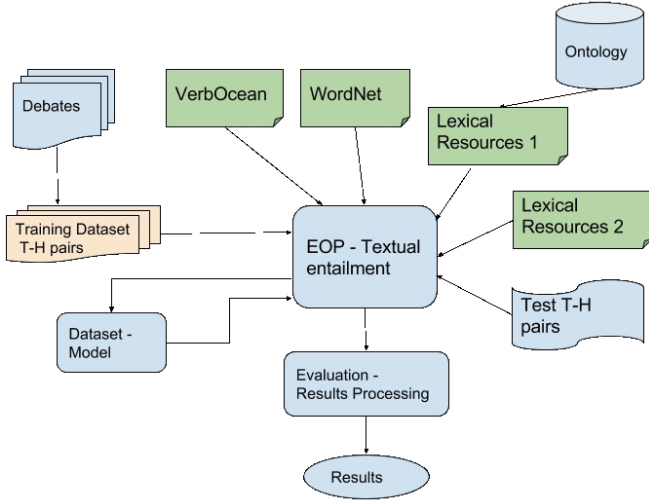 Ontology
Debates
VerbOcean
WordNet
Lexical
Resources 1
Training Dataset
T-H pairs
Lexical
Resources 2
EOP - Textual
entailment
Test T-H
pairs
Dataset -
Model
Evaluation -
Results Processing
Results